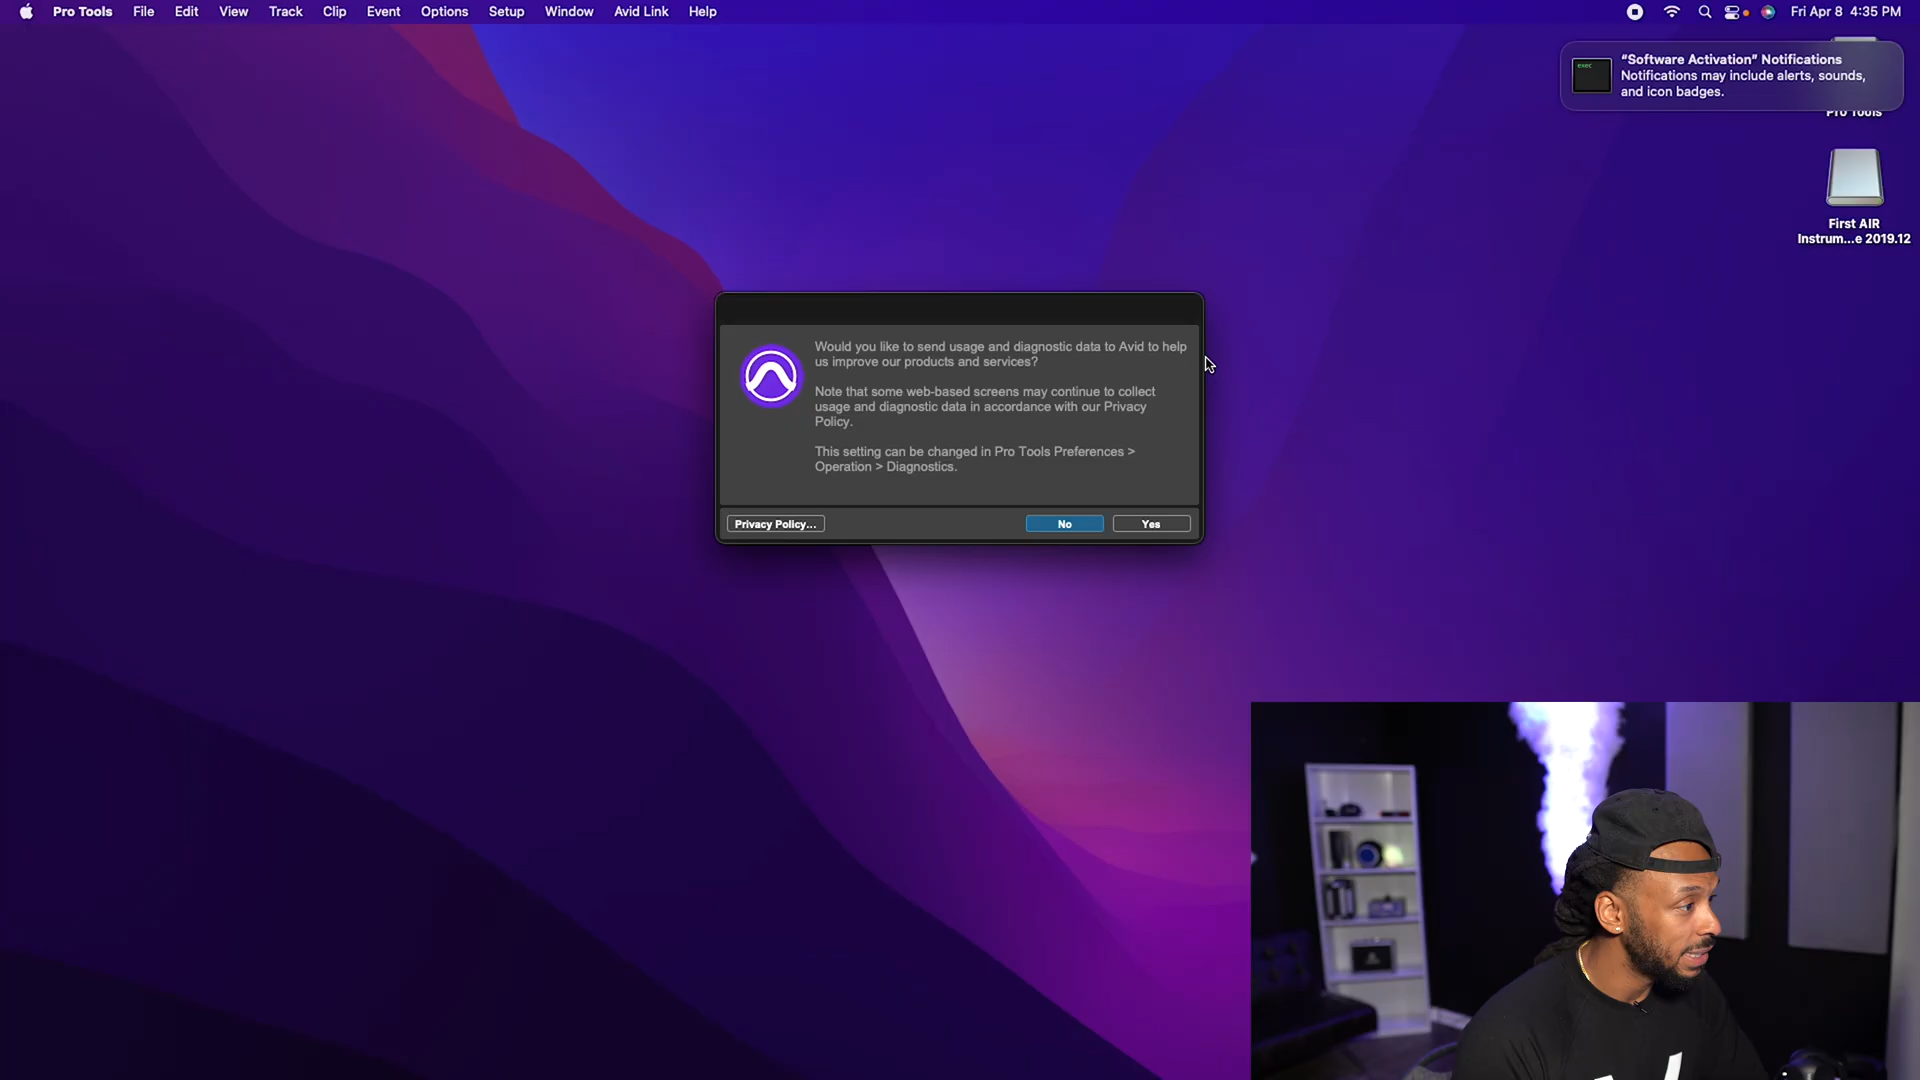 Pro Tools File Edit View Track Clip Event Options Setup Window Avid Link Help
Fri Apr 8 4:35 PM
exec
“Software Activation” Notifications
Notifications may include alerts, sounds,
and icon badges.
Pro Tools
First AIR
Instrum...e 2019.12
Would you like to send usage and diagnostic data to Avid to help
us improve our products and services?
Note that some web-based screens may continue to collect
usage and diagnostic data in accordance with our Privacy
Policy.
This setting can be changed in Pro Tools Preferences >
Operation > Diagnostics.
Privacy Policy...
No
Yes